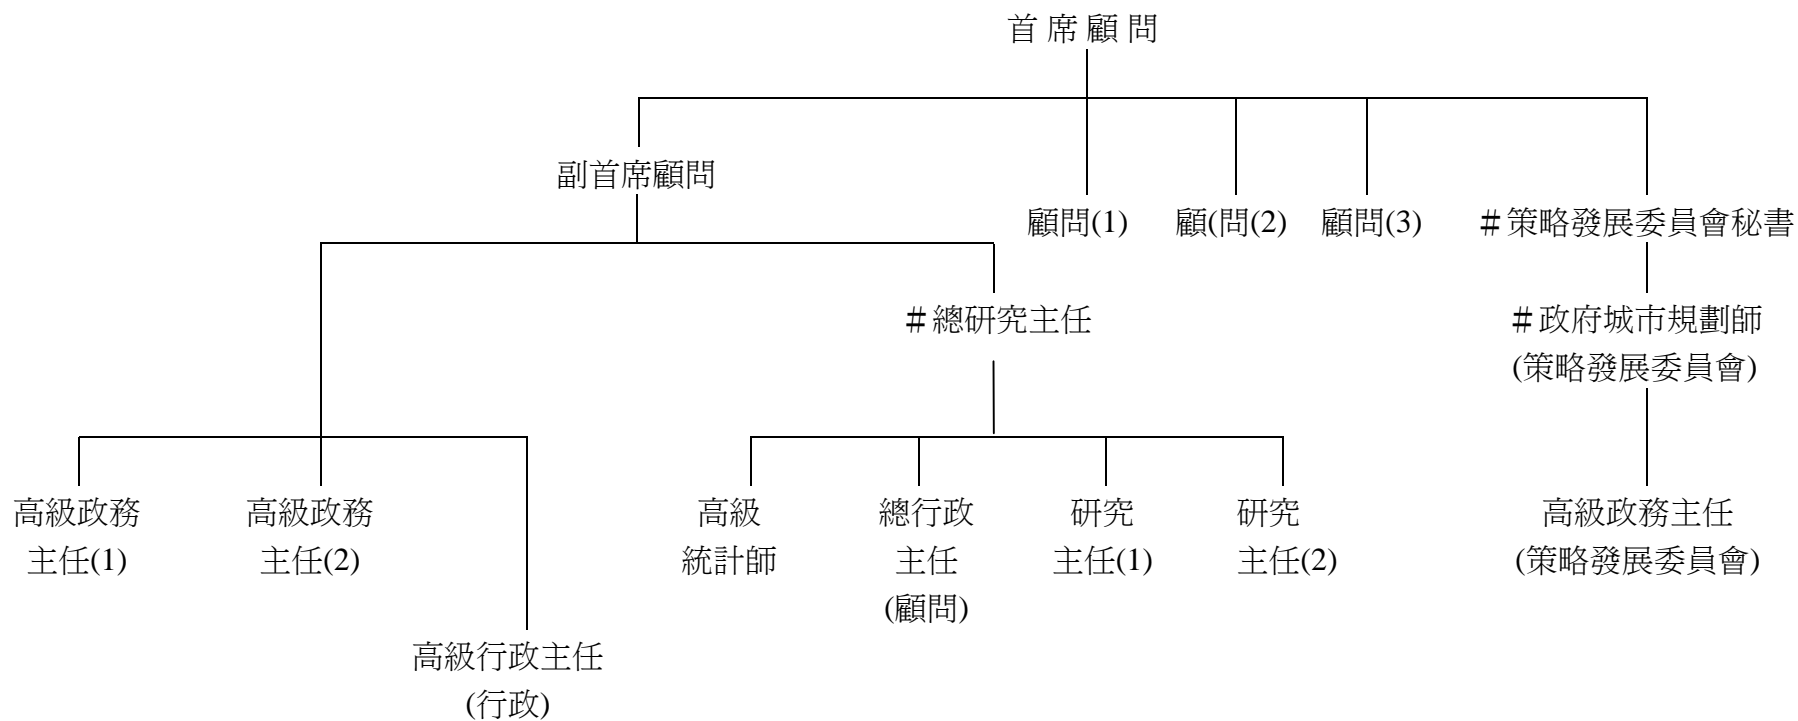 首席顧問
副首席顧問
顧問(1)
顧(問(2)
顧問(3)
#策略發展委員會秘書
#總研究主任
#政府城市規劃師
(策略發展委員會)
高級政務
主任(1)
高級政務
主任(2)
高級
統計師
總行政
主任
(顧問)
研究
主任(1)
研究
主任(2)
高級政務主任
(策略發展委員會)
高級行政主任
(行政)